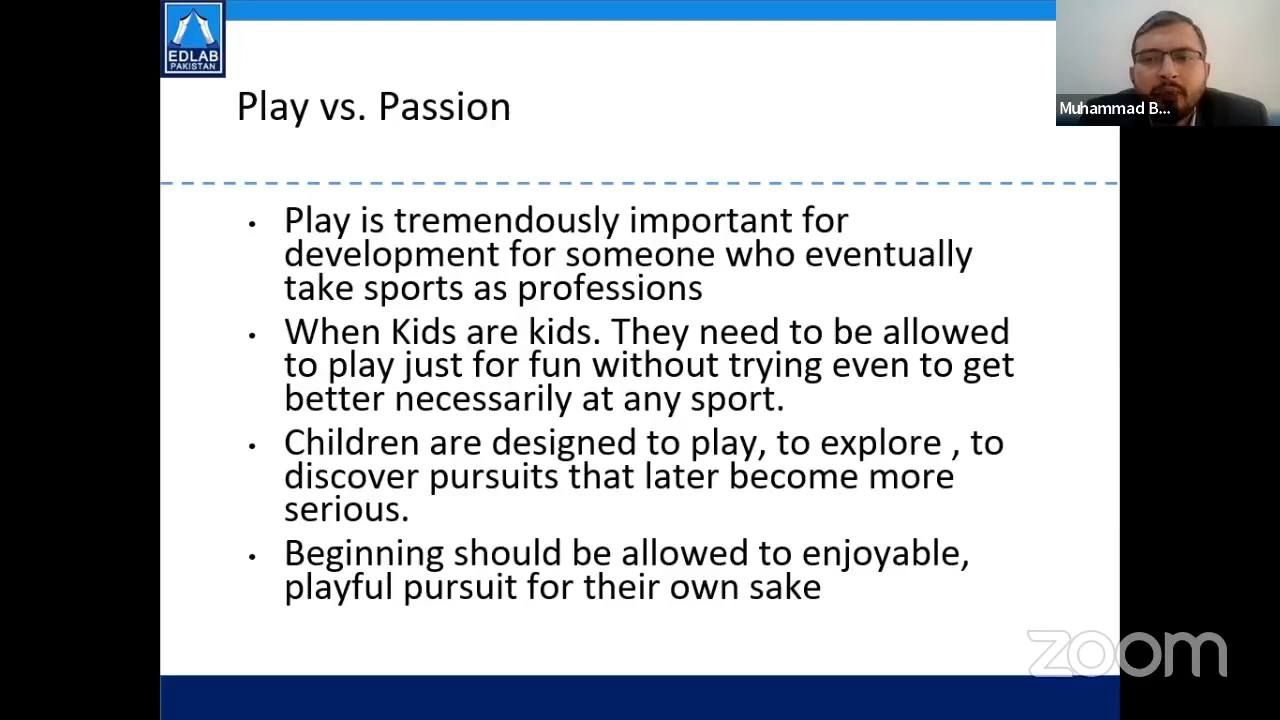 EDLAB
PAKISTAN
Muhammad B...
Play vs. Passion
• Play is tremendously important for
development for someone who eventually
take sports as professions
• When Kids are kids. They need to be allowed
to play just for fun without trying even to get
better necessarily at any sport.
• Children are designed to play, to explore , to
discover pursuits that later become more
serious.
• Beginning should be allowed to enjoyable,
playful pursuit for their own sake
zoom